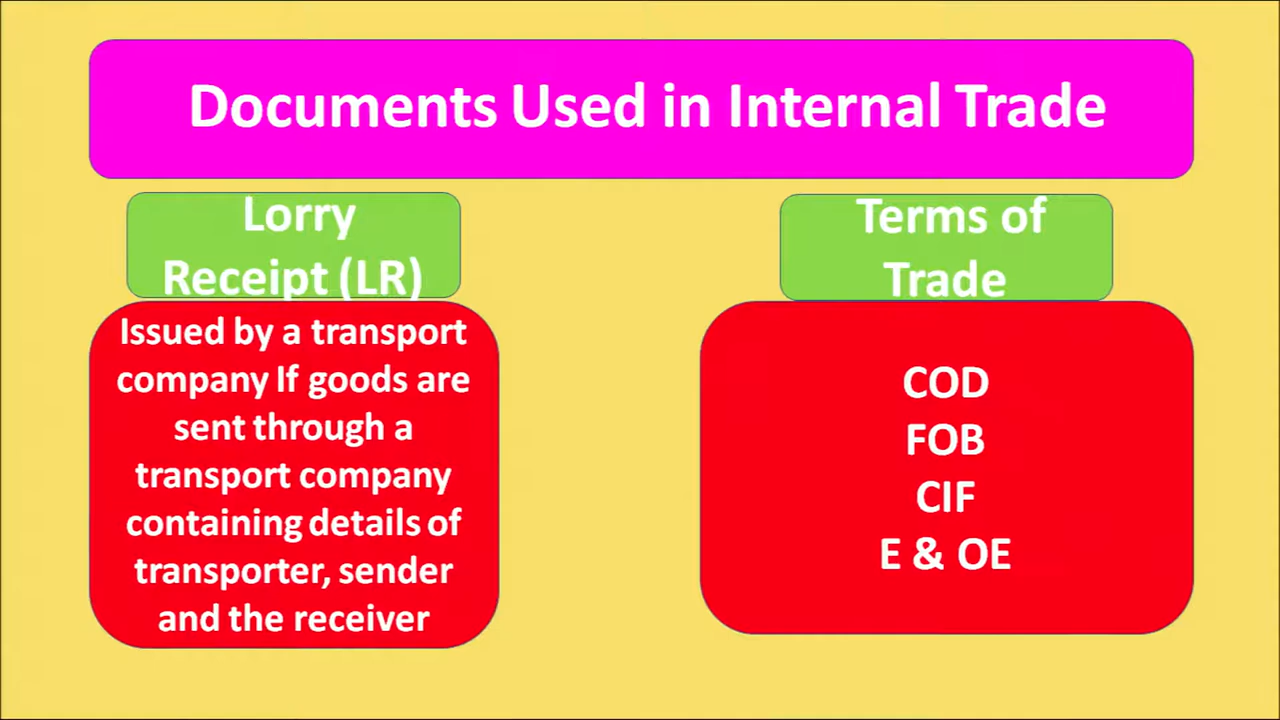 Documents Used in Internal Trade
Lorry
Receipt (LR)
Issued by a transport
company If goods are
sent through a
transport company
containing details of
transporter, sender
and the receiver
Terms of
Trade
COD
FOB
CIF
E & OE